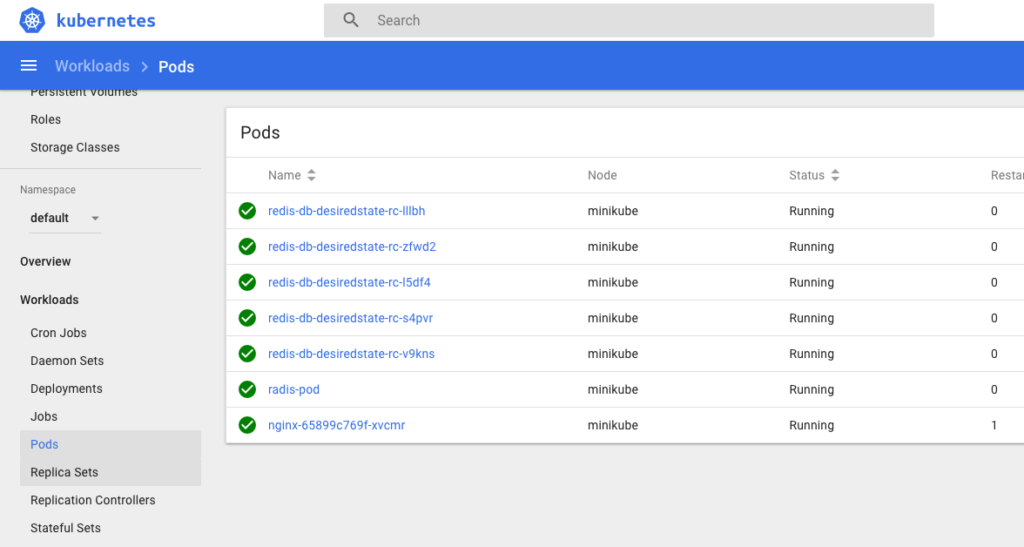 kubernetes
Search
Workloads > Pods
Persistent Volumes
Roles
Storage Classes
Namespace
default
Overview
Workloads
Cron Jobs
Daemon Sets
Deployments
Jobs
Pods
Replica Sets
Replication Controllers
Stateful Sets
Pods
Name Node Status Restar
redis-db-desiredstate-rc-lllbh minikube Running 0
redis-db-desiredstate-rc-zfwd2 minikube Running 0
redis-db-desiredstate-rc-l5df4 minikube Running 0
redis-db-desiredstate-rc-s4pvr minikube Running 0
redis-db-desiredstate-rc-v9kns minikube Running 0
radis-pod minikube Running 0
nginx-65899c769f-xvcmr minikube Running 1